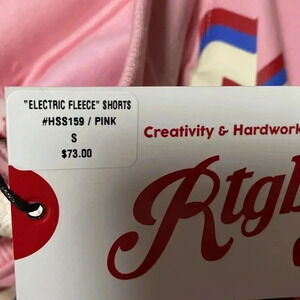 "ELECTRIC FLEECE" SHORTS
#HSS159 / PINK
S
$73.00
Creativity & Hardwork